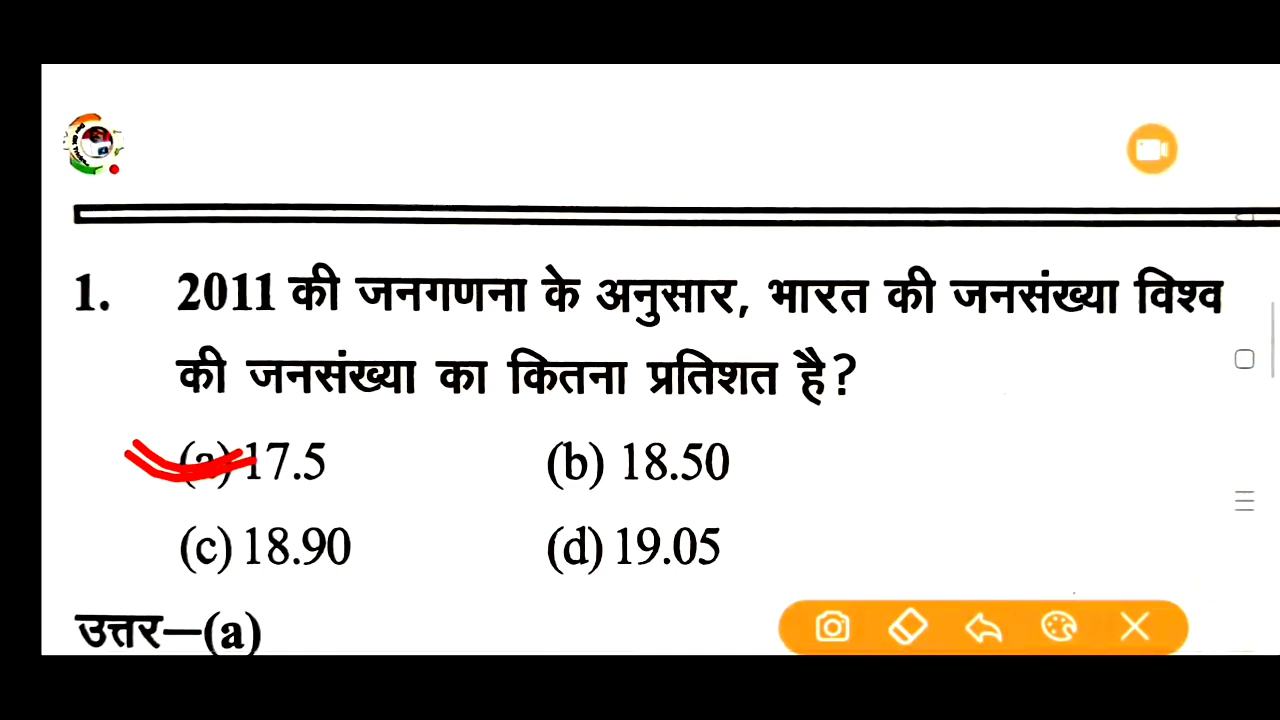 1. 2011 की जनगणना के अनुसार, भारत की जनसंख्या विश्व
की जनसंख्या का कितना प्रतिशत है?
(a) 17.5 (b) 18.50
(c) 18.90 (d) 19.05
उत्तर—(a)